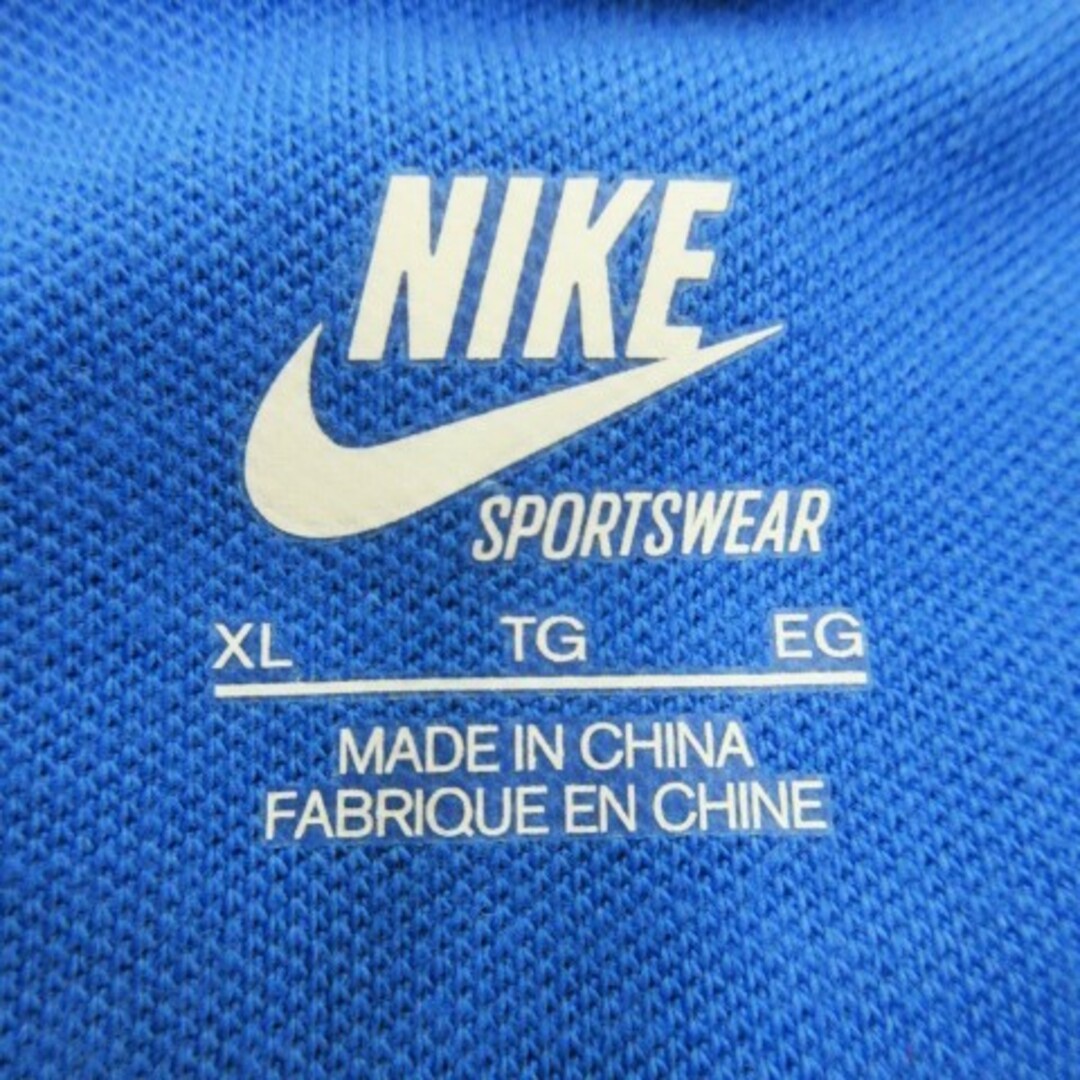 NIKE
SPORTSWEAR
XL TG EG
MADE IN CHINA
FABRIQUE EN CHINE